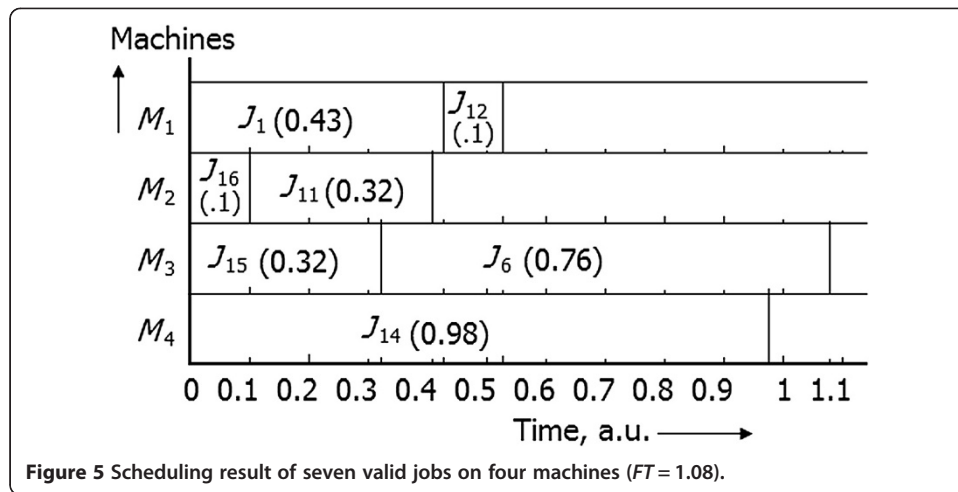 Machines
M1 J1 (0.43) J12 (.1)
M2 J16 (.1) J11 (0.32)
M3 J15 (0.32) J6 (0.76)
M4 J14 (0.98)
0 0.1 0.2 0.3 0.4 0.5 0.6 0.7 0.8 0.9 1 1.1
Time, a.u.
Figure 5 Scheduling result of seven valid jobs on four machines (FT = 1.08).